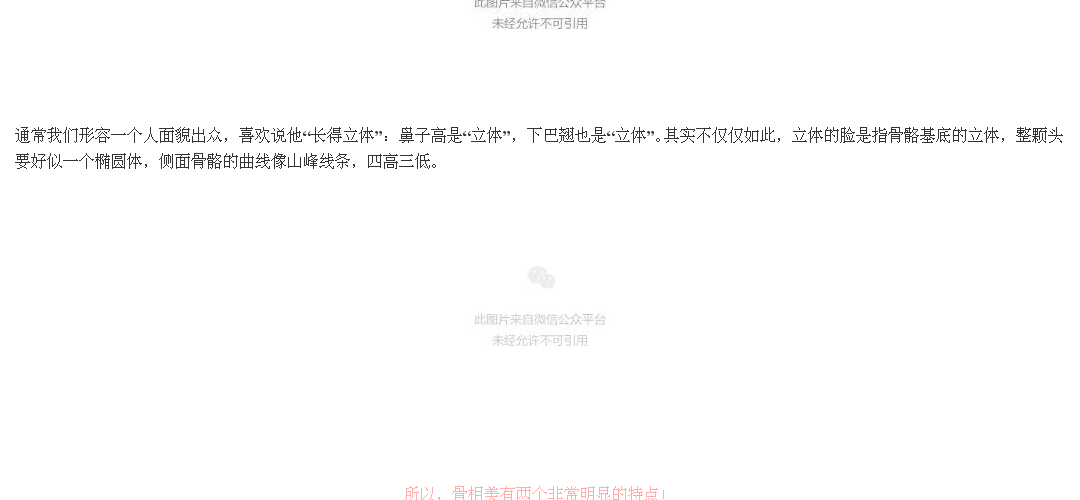 此图片来自微信公众平台
未经允许不可引用
通常我们形容一个人面貌出众，喜欢说他“长得立体”：鼻子高是“立体”，下巴翘也是“立体”。其实不仅仅如此，立体的脸是指骨骼基底的立体，整颗头
要好似一个椭圆体，侧面骨骼的曲线像山峰线条，四高三低。
此图片来自微信公众平台
未经允许不可引用
所以，骨相美有两个非常明显的特点！